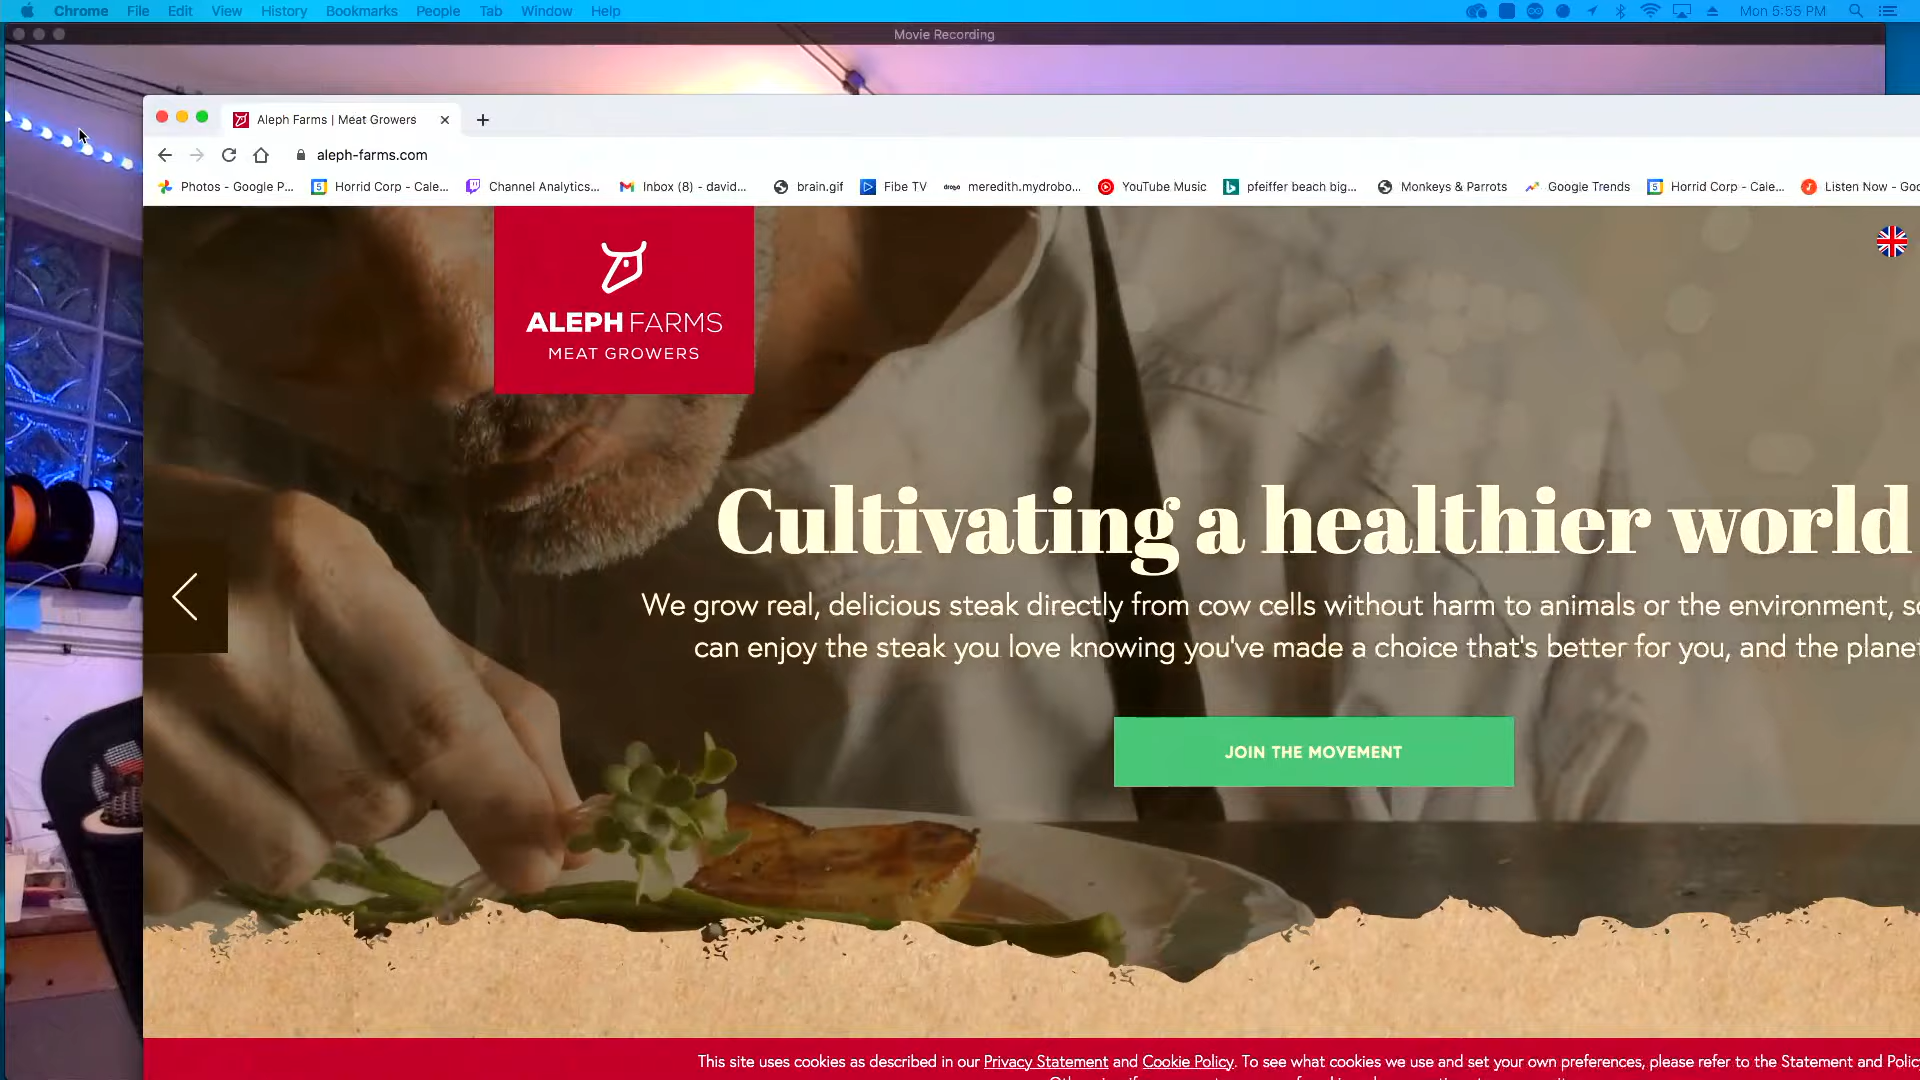 Chrome File Edit View History Bookmarks People Tab Window Help Mon 5:55 PM
Movie Recording
Aleph Farms | Meat Growers
aleph-farms.com
Photos - Google P... Horrid Corp - Cale... Channel Analytics... Inbox (8) - david... brain.gif Fibe TV meredith.mydrobo... YouTube Music pfeiffer beach big... Monkeys & Parrots Google Trends Horrid Corp - Cale... Listen Now - Goo
ALEPH FARMS
MEAT GROWERS
Cultivating a healthier world
We grow real, delicious steak directly from cow cells without harm to animals or the environment, so
can enjoy the steak you love knowing you've made a choice that's better for you, and the planet
JOIN THE MOVEMENT
This site uses cookies as described in our Privacy Statement and Cookie Policy. To see what cookies we use and set your own preferences, please refer to the Statement and Polic